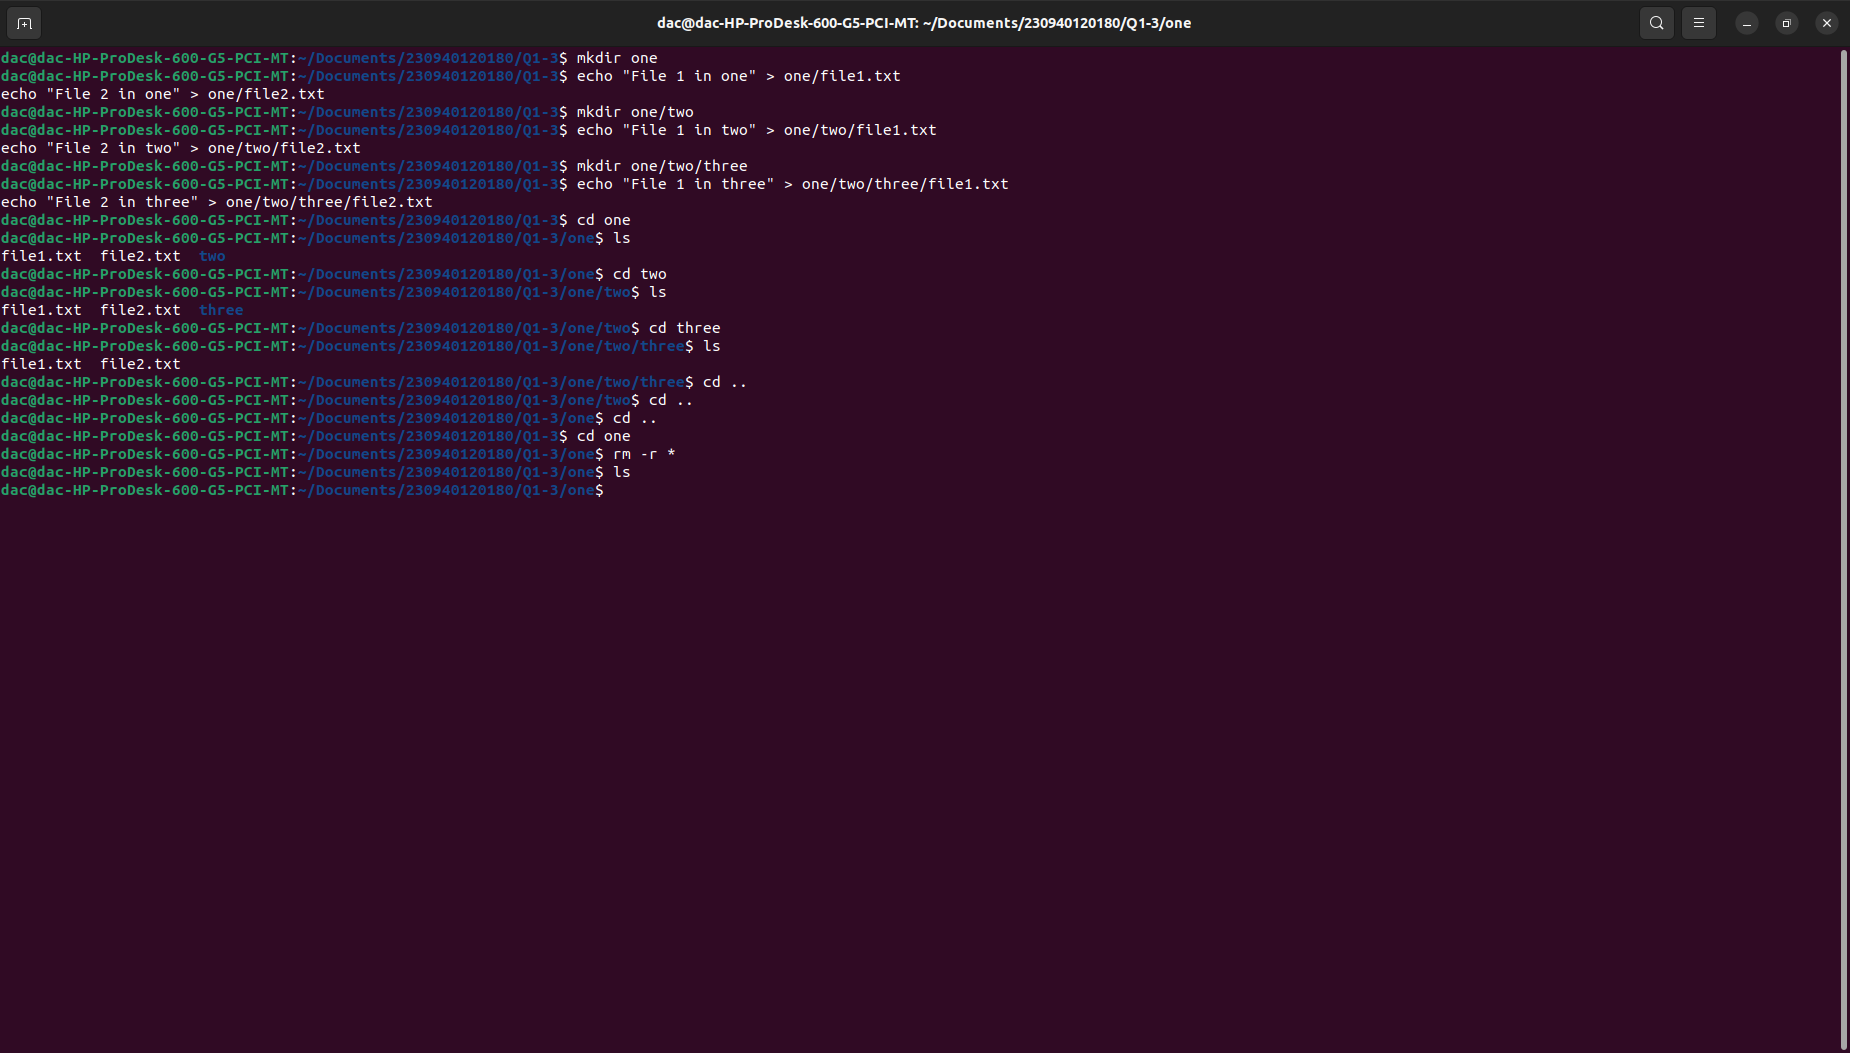 dac@dac-HP-ProDesk-600-G5-PCI-MT: ~/Documents/230940120180/Q1-3/one
dac@dac-HP-ProDesk-600-G5-PCI-MT:~/Documents/230940120180/Q1-3$ mkdir one
dac@dac-HP-ProDesk-600-G5-PCI-MT:~/Documents/230940120180/Q1-3$ echo "File 1 in one" > one/file1.txt
echo "File 2 in one" > one/file2.txt
dac@dac-HP-ProDesk-600-G5-PCI-MT:~/Documents/230940120180/Q1-3$ mkdir one/two
dac@dac-HP-ProDesk-600-G5-PCI-MT:~/Documents/230940120180/Q1-3$ echo "File 1 in two" > one/two/file1.txt
echo "File 2 in two" > one/two/file2.txt
dac@dac-HP-ProDesk-600-G5-PCI-MT:~/Documents/230940120180/Q1-3$ mkdir one/two/three
dac@dac-HP-ProDesk-600-G5-PCI-MT:~/Documents/230940120180/Q1-3$ echo "File 1 in three" > one/two/three/file1.txt
echo "File 2 in three" > one/two/three/file2.txt
dac@dac-HP-ProDesk-600-G5-PCI-MT:~/Documents/230940120180/Q1-3$ cd one
dac@dac-HP-ProDesk-600-G5-PCI-MT:~/Documents/230940120180/Q1-3/one$ ls
file1.txt  file2.txt  two
dac@dac-HP-ProDesk-600-G5-PCI-MT:~/Documents/230940120180/Q1-3/one$ cd two
dac@dac-HP-ProDesk-600-G5-PCI-MT:~/Documents/230940120180/Q1-3/one/two$ ls
file1.txt  file2.txt  three
dac@dac-HP-ProDesk-600-G5-PCI-MT:~/Documents/230940120180/Q1-3/one/two$ cd three
dac@dac-HP-ProDesk-600-G5-PCI-MT:~/Documents/230940120180/Q1-3/one/two/three$ ls
file1.txt  file2.txt
dac@dac-HP-ProDesk-600-G5-PCI-MT:~/Documents/230940120180/Q1-3/one/two/three$ cd ..
dac@dac-HP-ProDesk-600-G5-PCI-MT:~/Documents/230940120180/Q1-3/one/two$ cd ..
dac@dac-HP-ProDesk-600-G5-PCI-MT:~/Documents/230940120180/Q1-3/one$ cd ..
dac@dac-HP-ProDesk-600-G5-PCI-MT:~/Documents/230940120180/Q1-3$ cd one
dac@dac-HP-ProDesk-600-G5-PCI-MT:~/Documents/230940120180/Q1-3/one$ rm -r *
dac@dac-HP-ProDesk-600-G5-PCI-MT:~/Documents/230940120180/Q1-3/one$ ls
dac@dac-HP-ProDesk-600-G5-PCI-MT:~/Documents/230940120180/Q1-3/one$